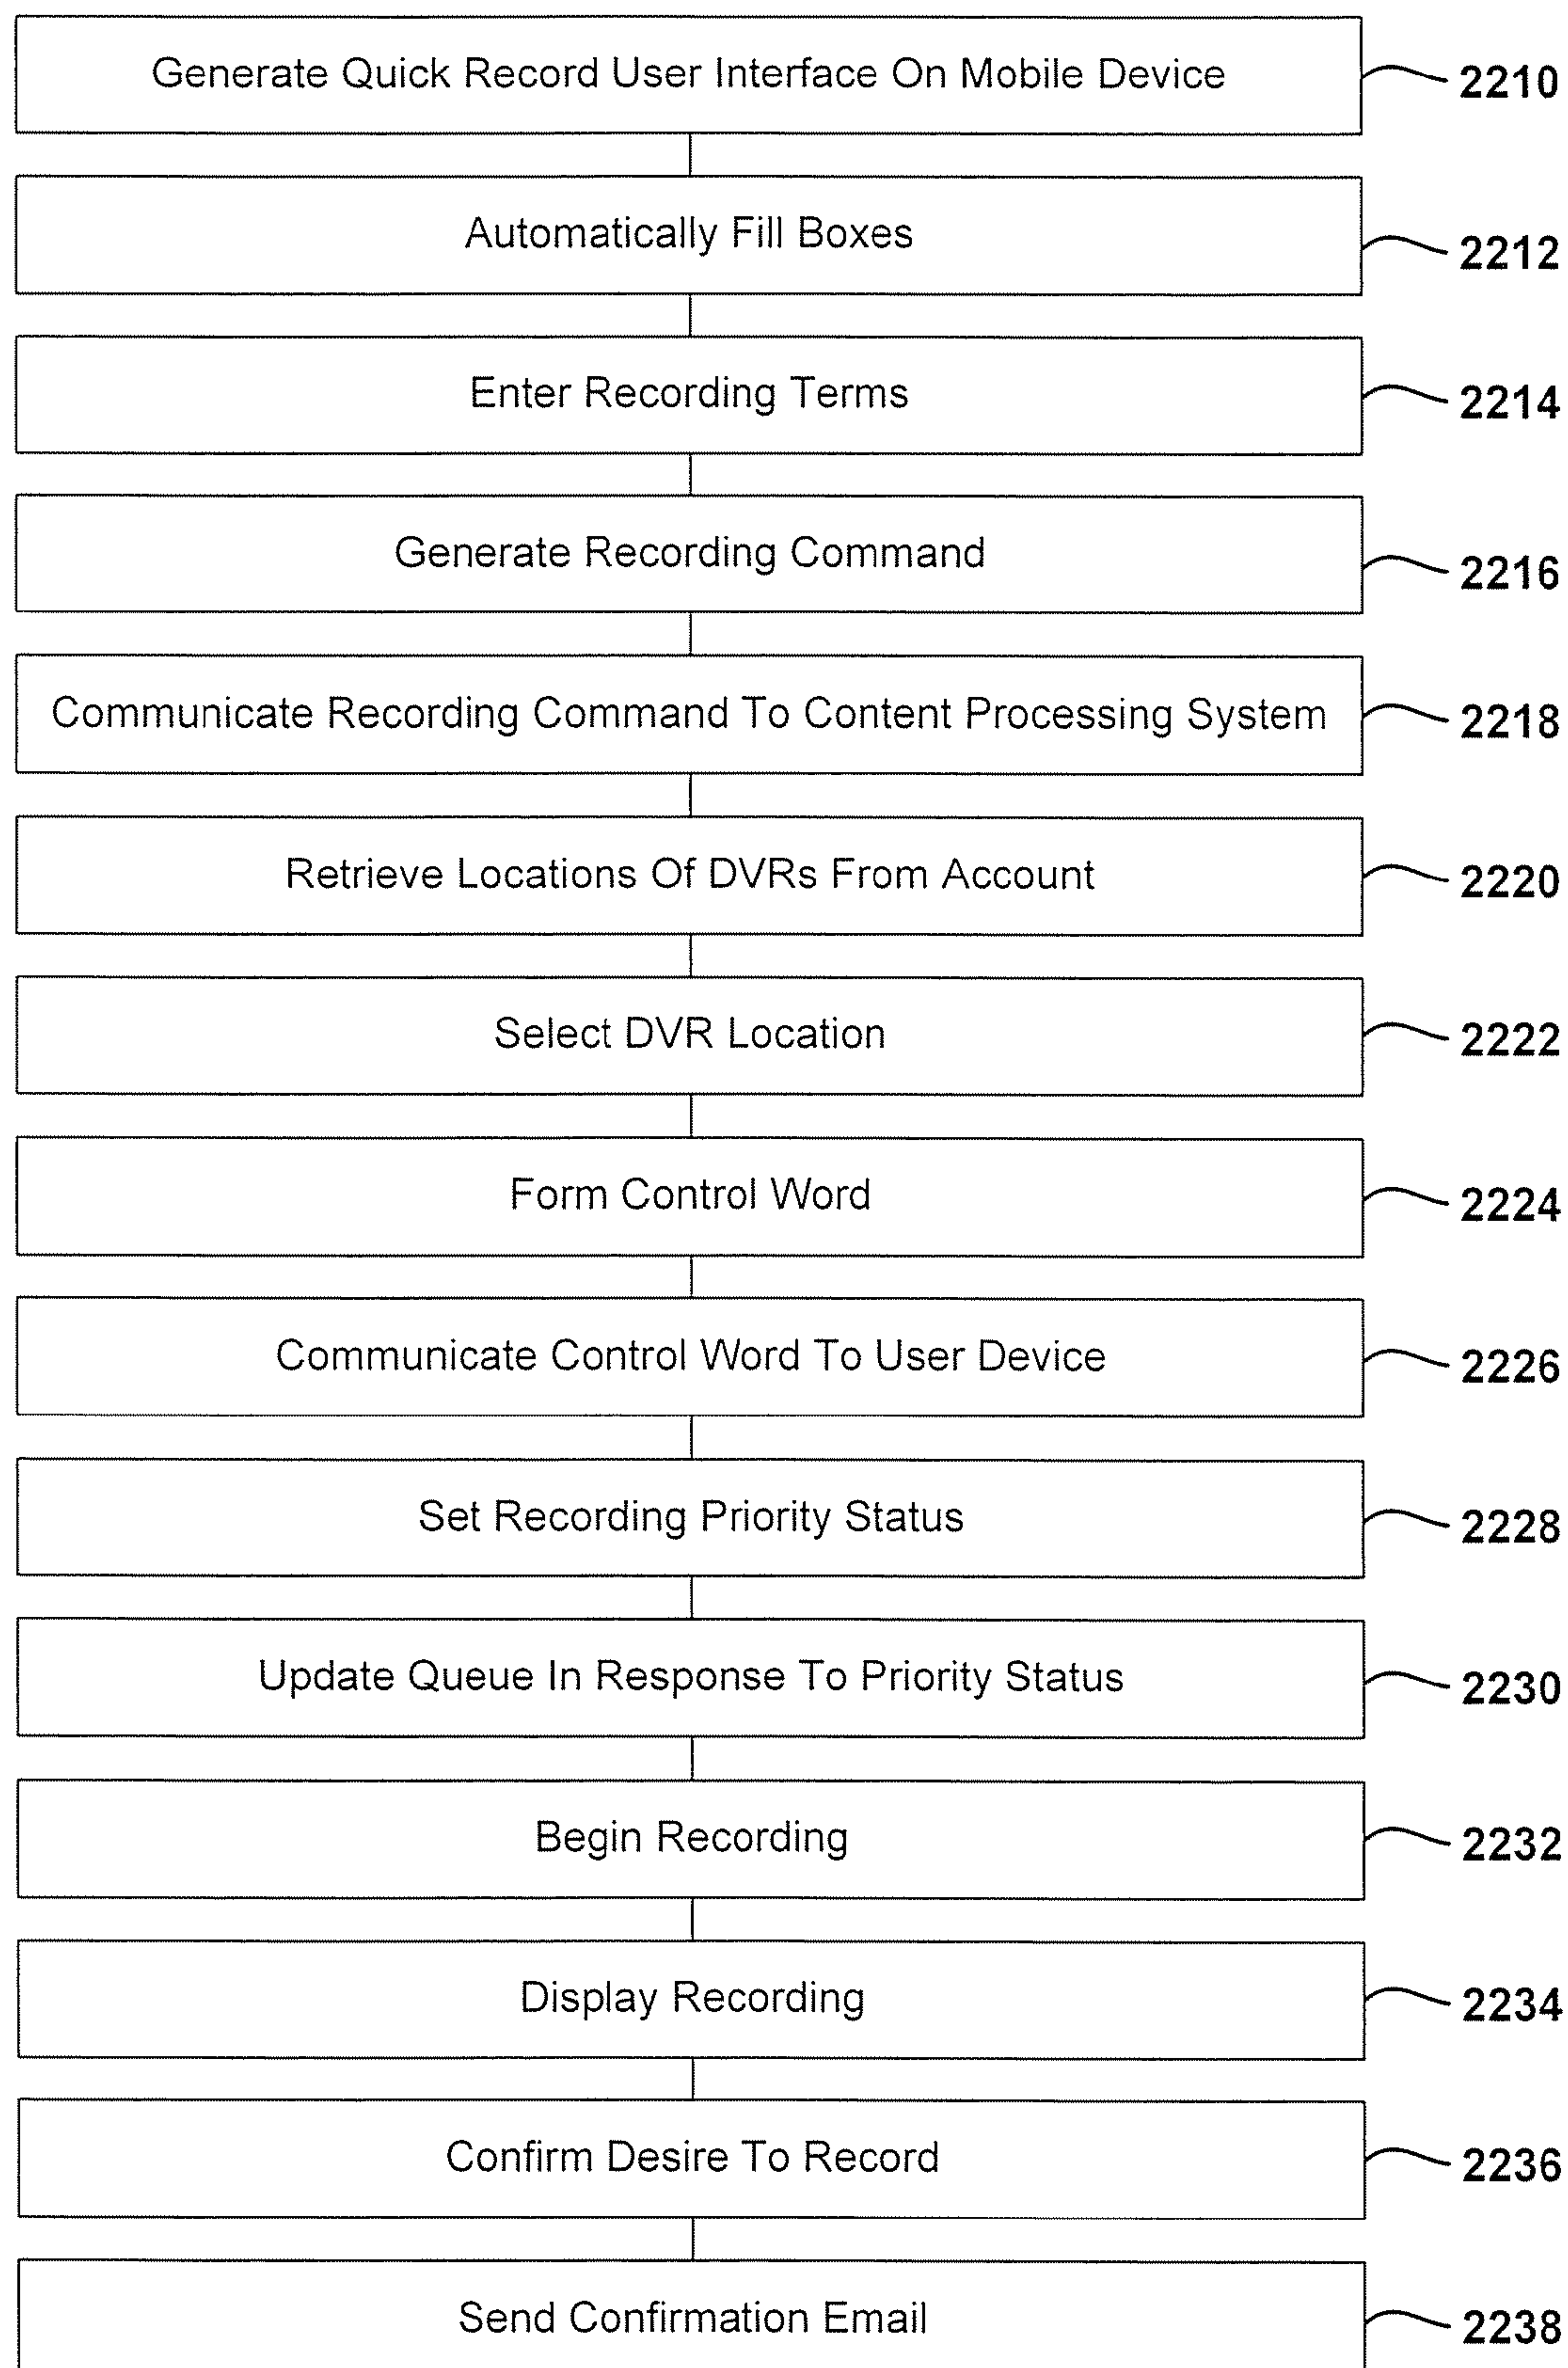 Generate Quick Record User Interface On Mobile Device
2210
Automatically Fill Boxes
2212
Enter Recording Terms
2214
Generate Recording Command
2216
Communicate Recording Command To Content Processing System
2218
Retrieve Locations Of DVRs From Account
2220
Select DVR Location
2222
Form Control Word
2224
Communicate Control Word To User Device
2226
Set Recording Priority Status
2228
Update Queue In Response To Priority Status
2230
Begin Recording
2232
Display Recording
2234
Confirm Desire To Record
2236
Send Confirmation Email
2238